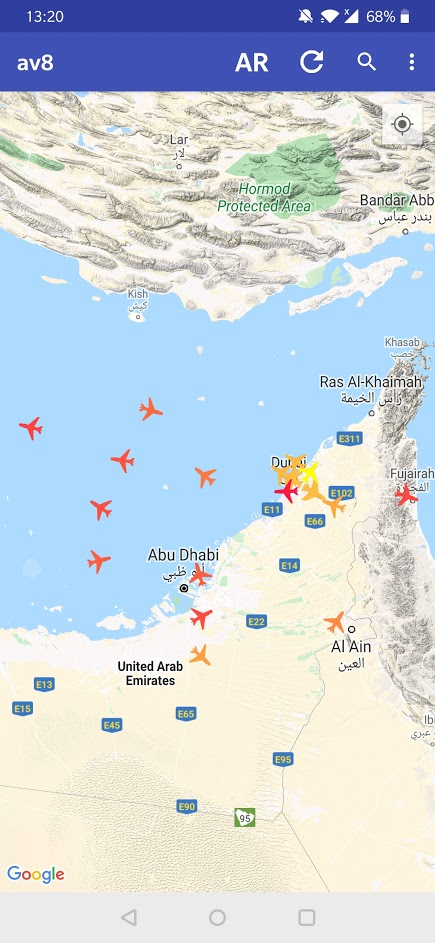 13:20
x
68%
av8
AR
Lar
لار
Hormod
Protected Area
Bandar Abb
بندر عباس
Kish
کیش
Khasab
خصب
Ras Al-Khaimah
رأس الخيمة
E311
Fujairah
الفجيرة
E102
E11
E66
Abu Dhabi
أبو ظبي
E14
E22
Al Ain
العين
United Arab
Emirates
E13
E15
E65
E45
E95
E90
95
Google